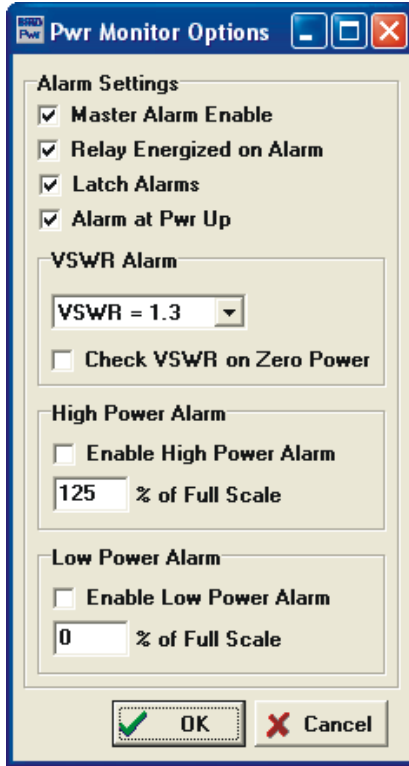 BIRD
Pwr
Pwr Monitor Options
Alarm Settings
Master Alarm Enable
Relay Energized on Alarm
Latch Alarms
Alarm at Pwr Up
VSWR Alarm
VSWR = 1.3
Check VSWR on Zero Power
High Power Alarm
Enable High Power Alarm
125 % of Full Scale
Low Power Alarm
Enable Low Power Alarm
0 % of Full Scale
OK Cancel